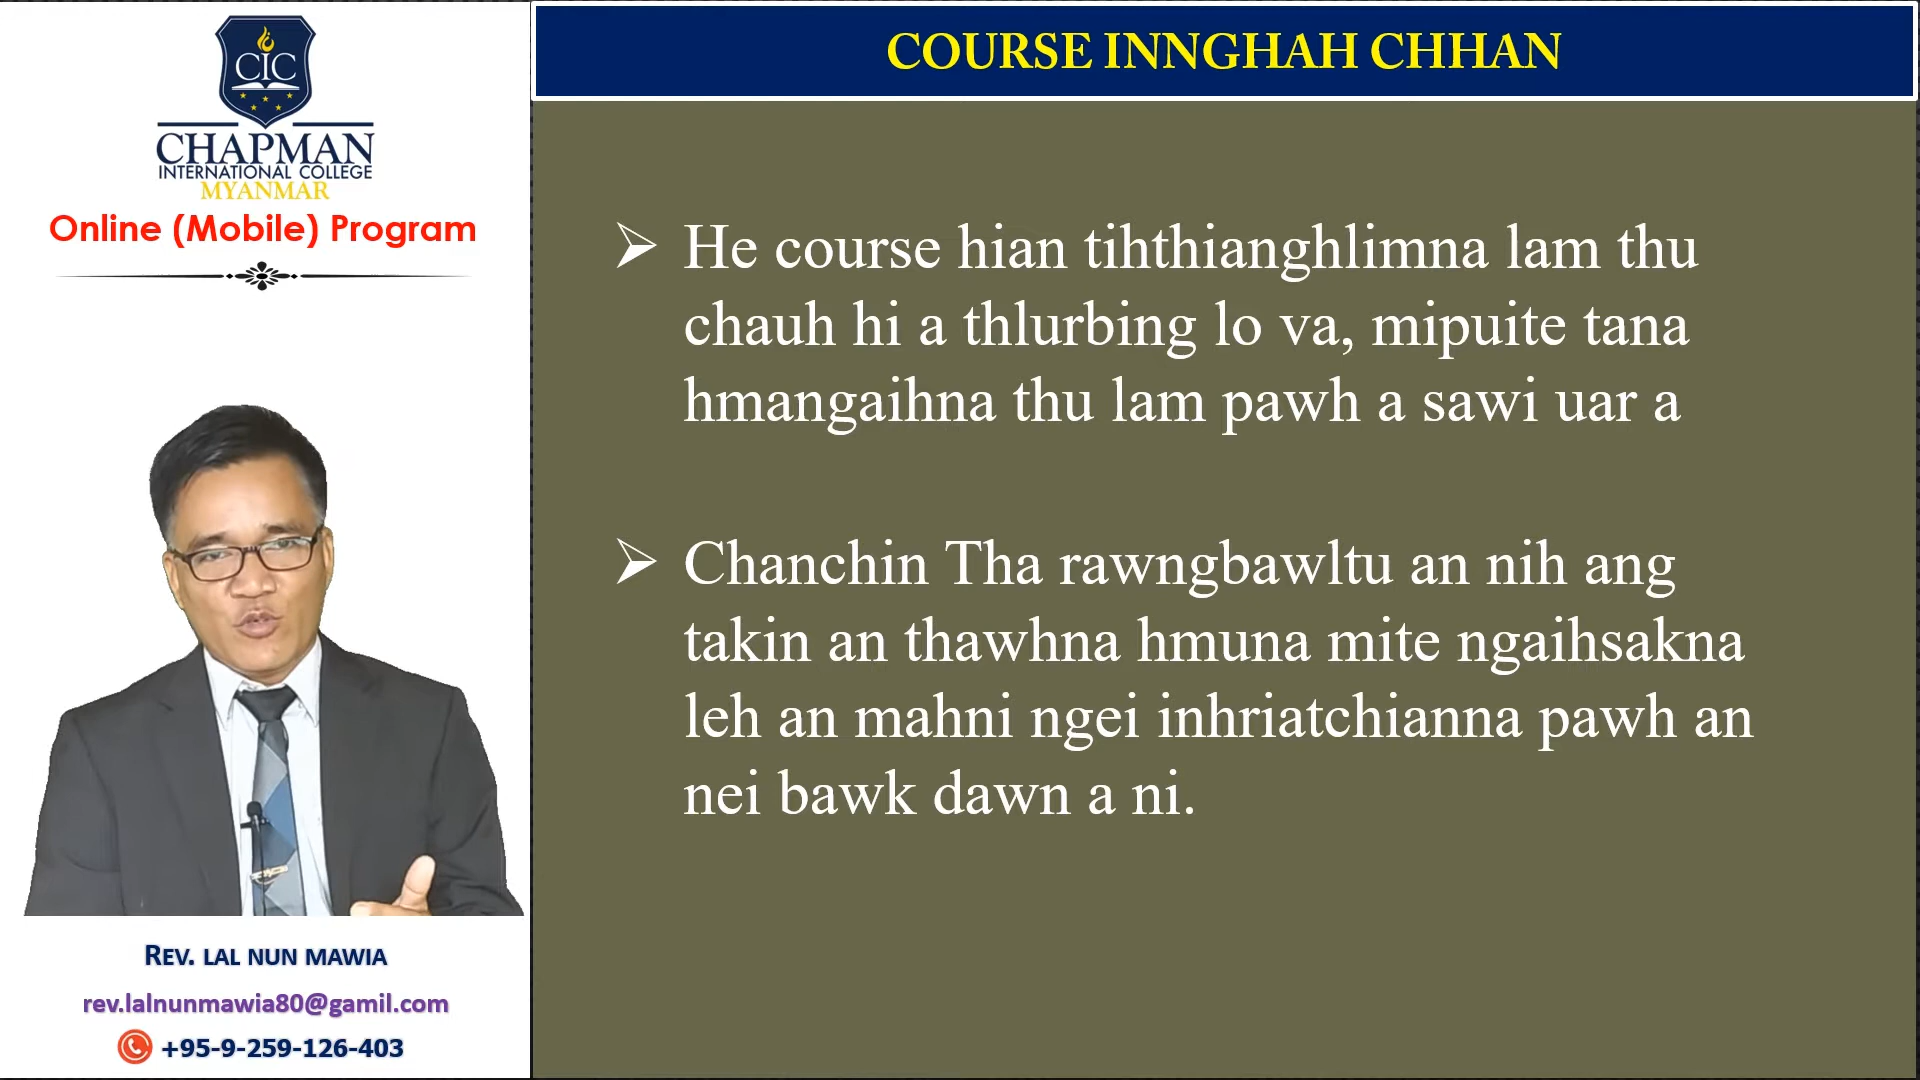 CIC
CHAPMAN
INTERNATIONAL COLLEGE
MYANMAR
Online (Mobile) Program
REV. LAL NUN MAWIA
rev.lalnunmawia80@gamil.com
+95-9-259-126-403
COURSE INNGHAH CHHAN
➢ He course hian tihthianghlimna lam thu
chauh hi a thlurbing lo va, mipuite tana
hmangaihna thu lam pawh a sawi uar a
➢ Chanchin Tha rawngbawltu an nih ang
takin an thawhna hmuna mite ngaihsakna
leh an mahni ngei inhriatchianna pawh an
nei bawk dawn a ni.